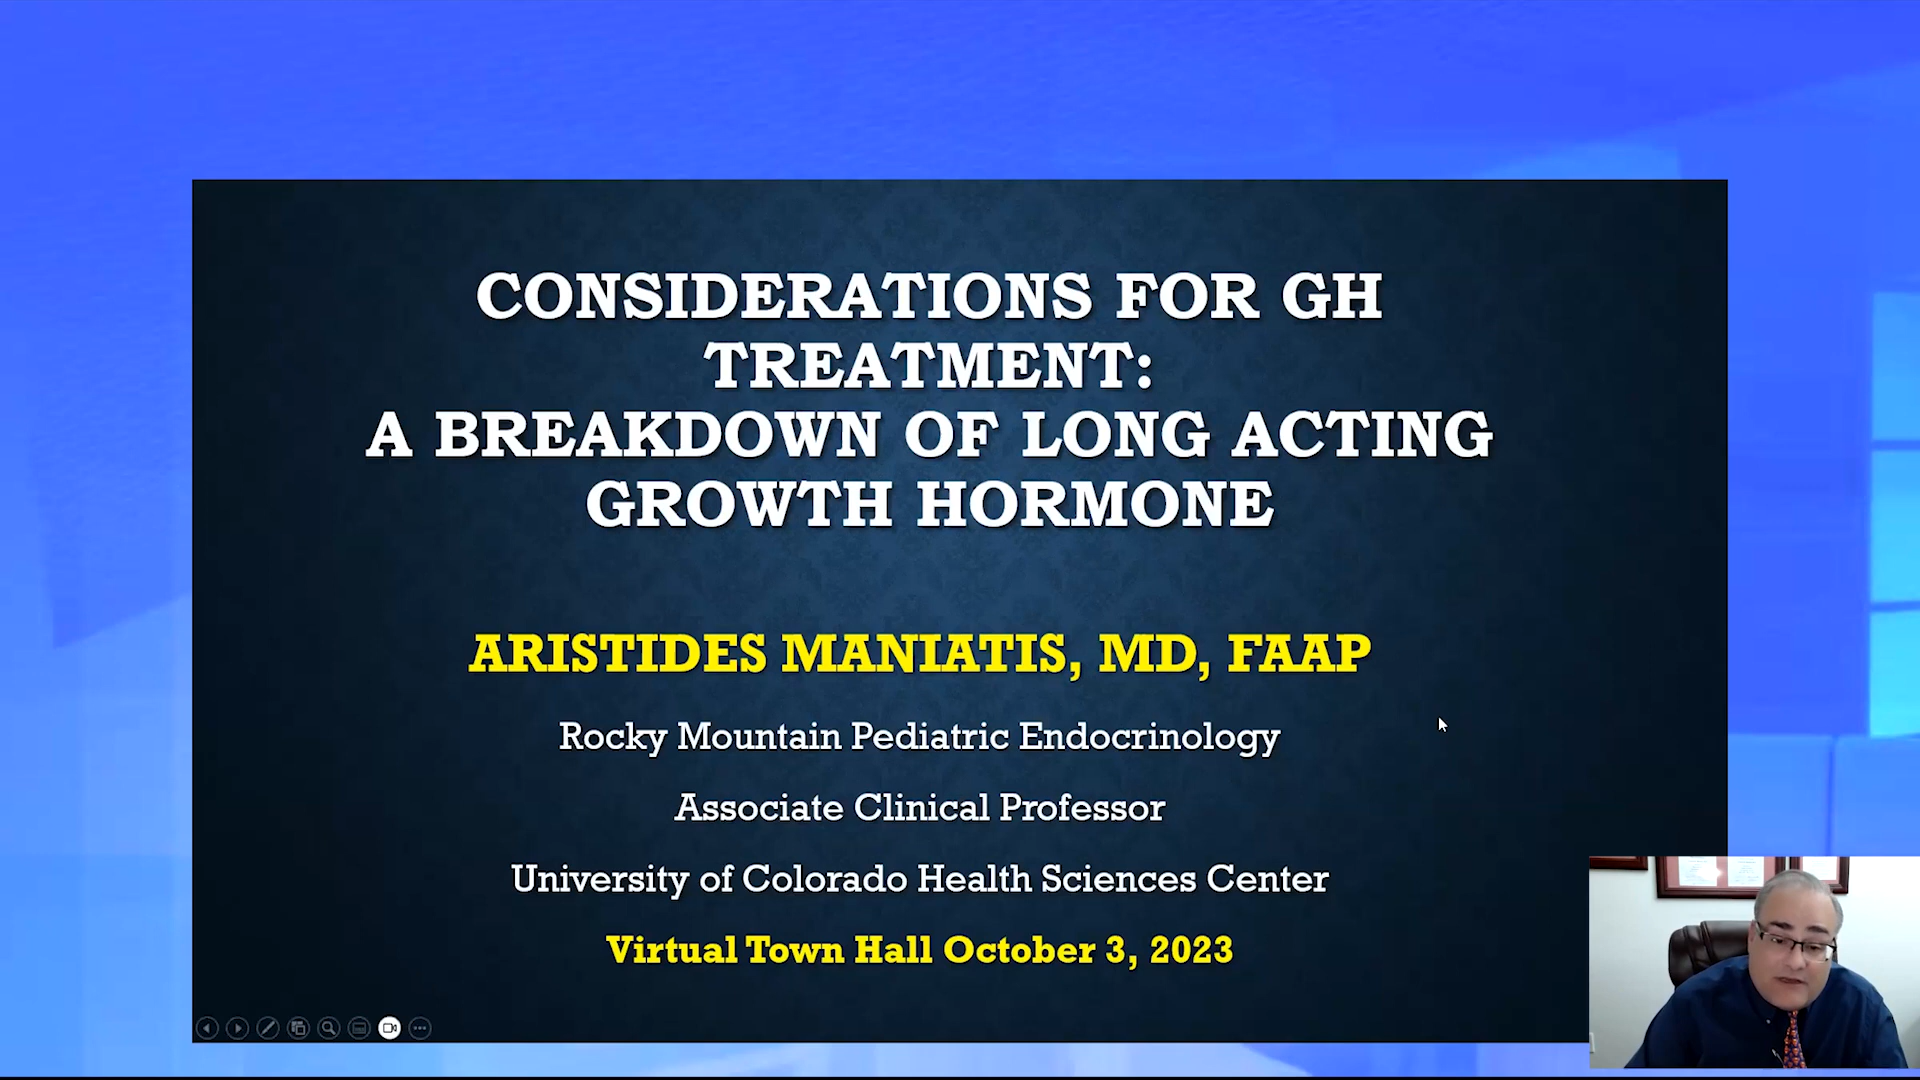 CONSIDERATIONS FOR GH
TREATMENT:
A BREAKDOWN OF LONG ACTING
GROWTH HORMONE
ARISTIDES MANIATIS, MD, FAAP
Rocky Mountain Pediatric Endocrinology
Associate Clinical Professor
University of Colorado Health Sciences Center
Virtual Town Hall October 3, 2023